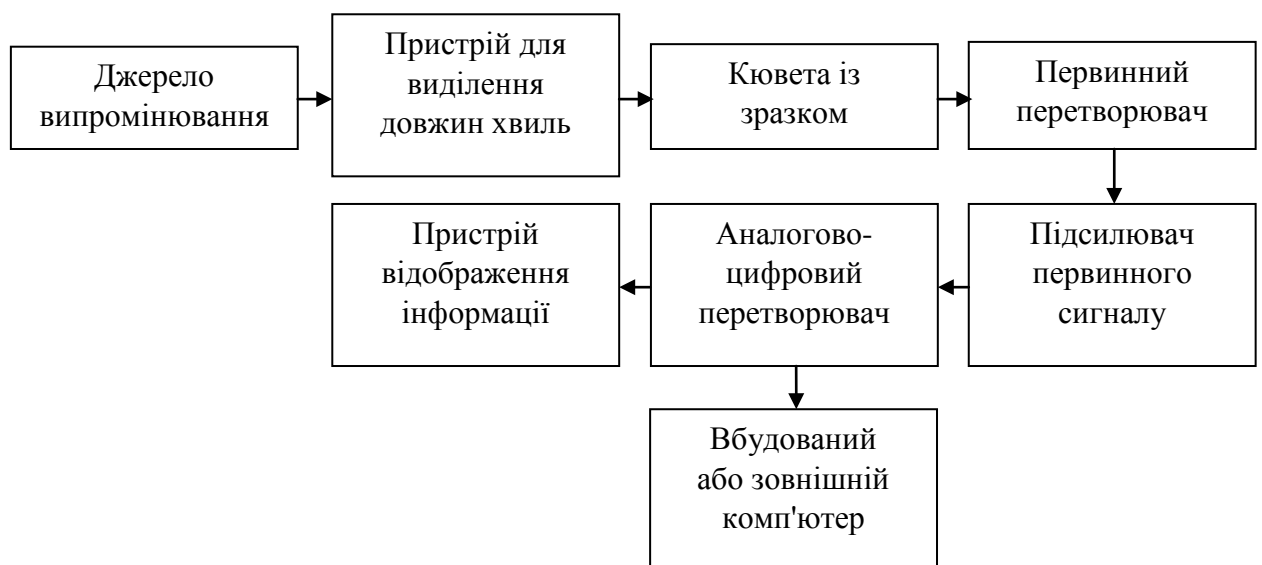 Джерело
випромінювання
Пристрій для
виділення
довжин хвиль
Кювета із
зразком
Первинний
перетворювач
Підсилювач
первинного
сигналу
Аналогово-
цифровий
перетворювач
Пристрій
відображення
інформації
Вбудований
або зовнішній
комп'ютер